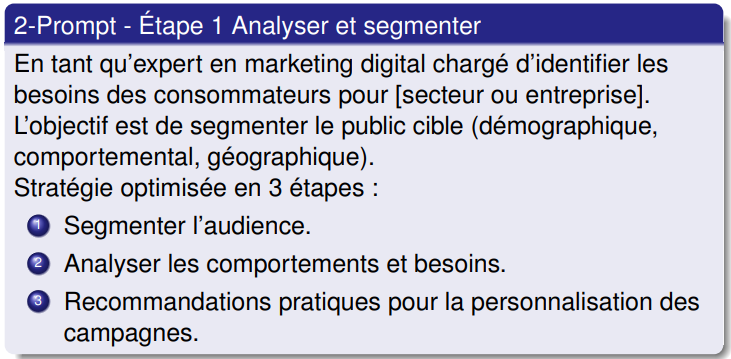 2-Prompt - Étape 1 Analyser et segmenter
En tant qu'expert en marketing digital chargé d'identifier les
besoins des consommateurs pour [secteur ou entreprise].
L'objectif est de segmenter le public cible (démographique,
comportemental, géographique).
Stratégie optimisée en 3 étapes :
1 Segmenter l'audience.
2 Analyser les comportements et besoins.
3 Recommandations pratiques pour la personnalisation des
campagnes.